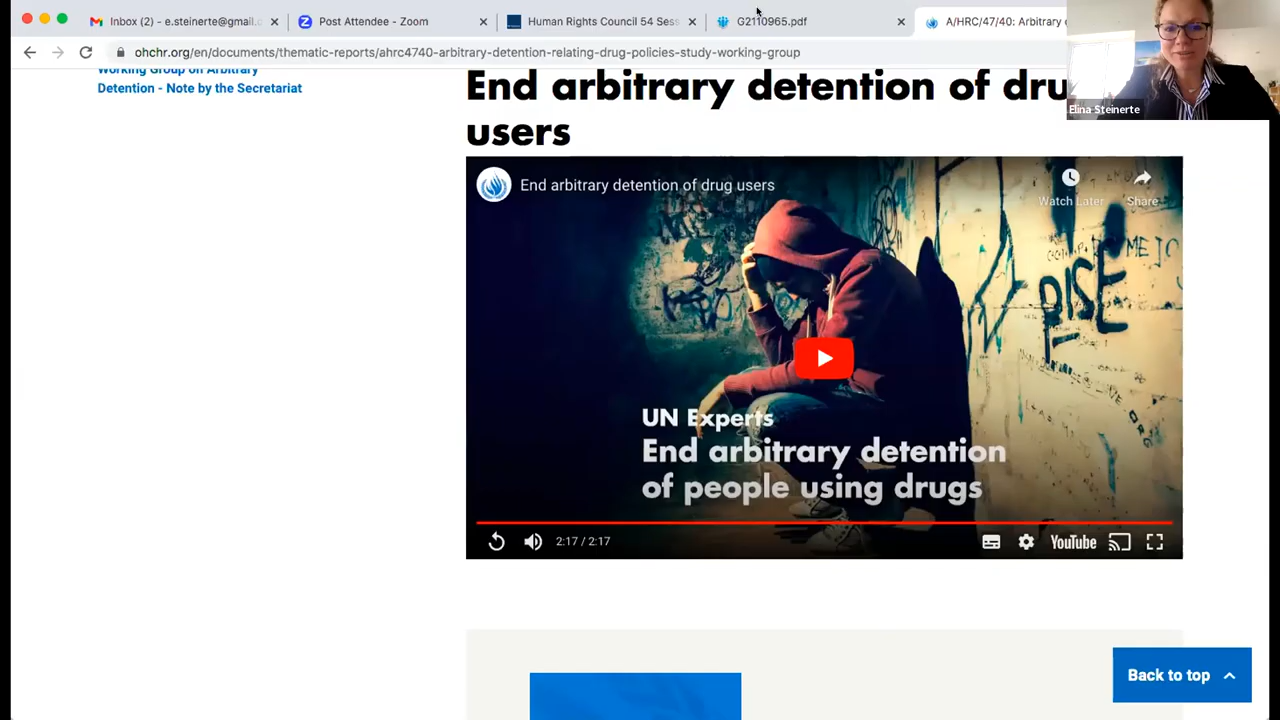 Inbox (2) - e.steinerte@gmail.c
Post Attendee - Zoom
Human Rights Council 54 Sess
G2110965.pdf
A/HRC/47/40: Arbitrary
ohchr.org/en/documents/thematic-reports/ahrc4740-arbitrary-detention-relating-drug-policies-study-working-group
Elina Steinerte
Working Group on Arbitrary
Detention - Note by the Secretariat
End arbitrary detention of dru
users
End arbitrary detention of drug users
Watch Later
Share
RISE
UN Experts
End arbitrary detention
of people using drugs
2:17 / 2:17
YouTube
Back to top